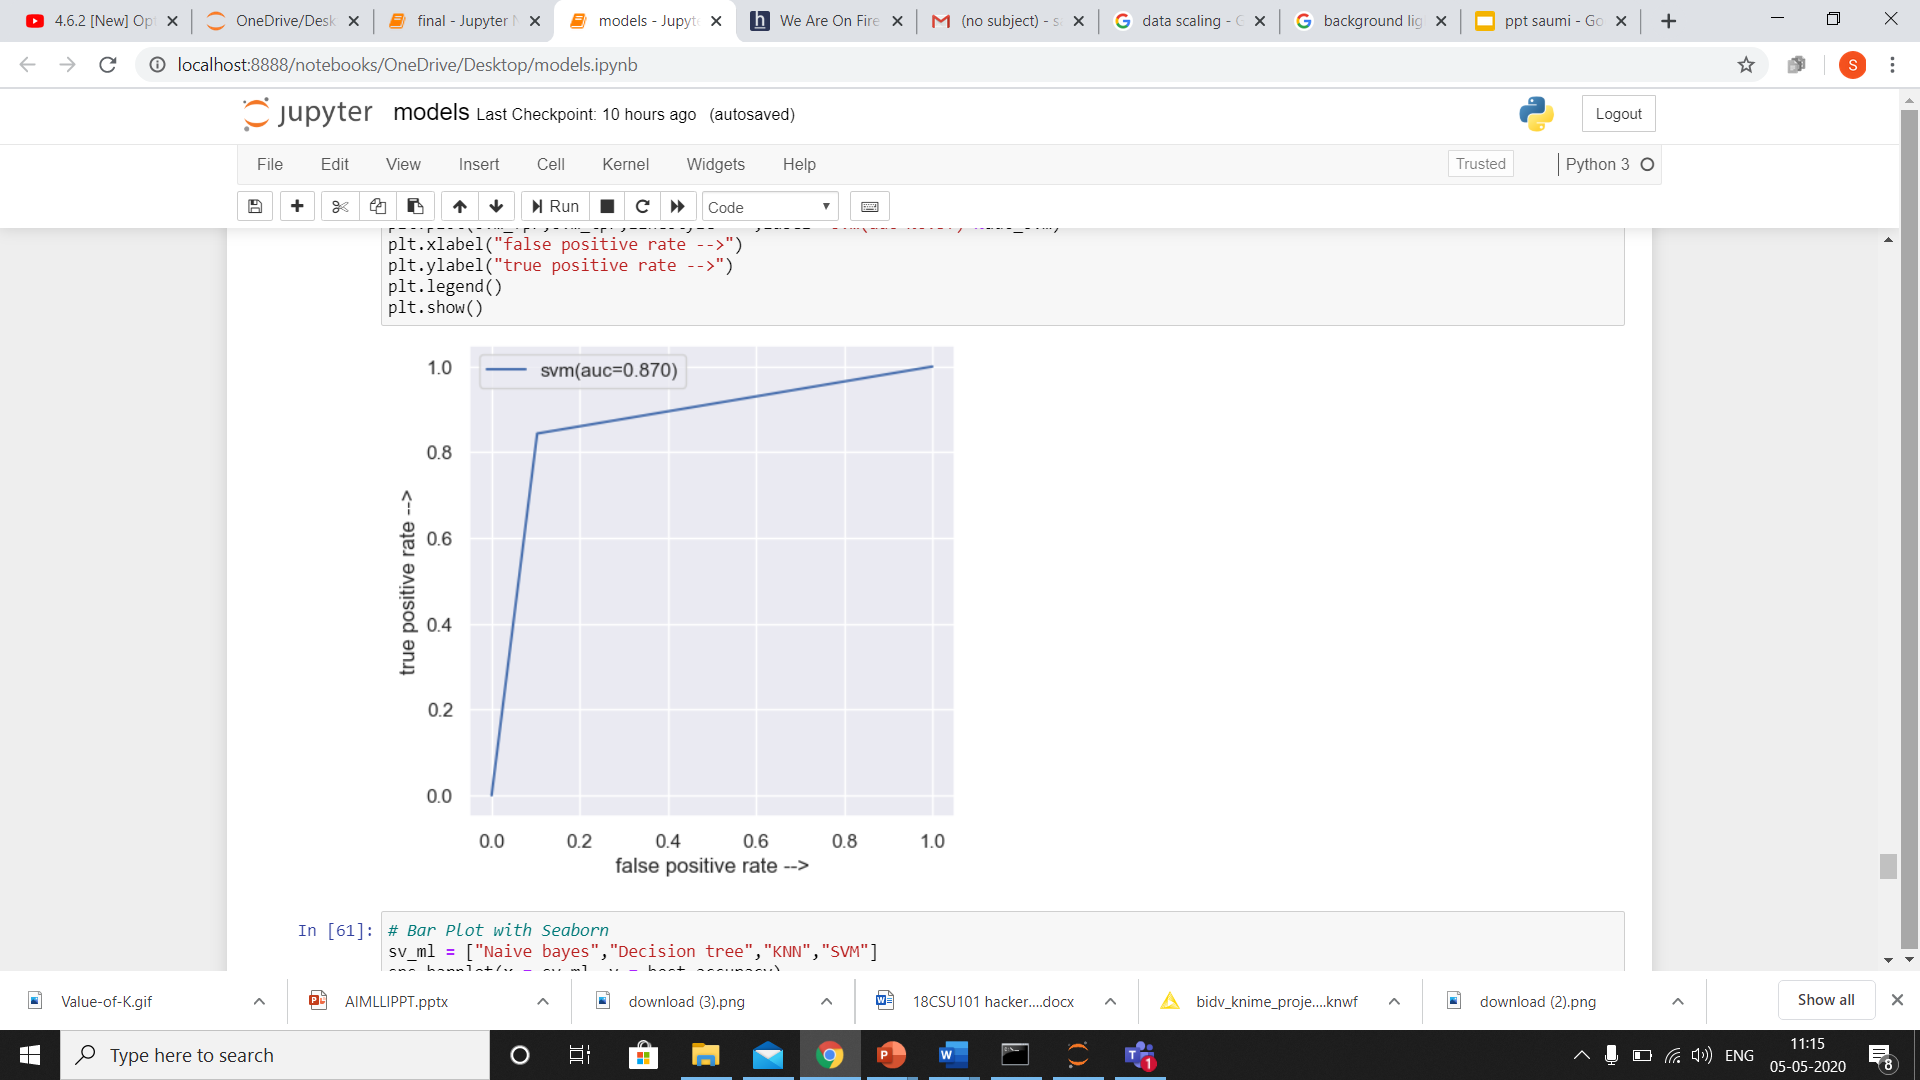 4.6.2 [New] Opt
OneDrive/Desk
final - Jupyter N
models - Jupyte
We Are On Fire
(no subject) - sa
data scaling - G
background lig
ppt saumi - Go
localhost:8888/notebooks/OneDrive/Desktop/models.ipynb
S
jupyter models Last Checkpoint: 10 hours ago (autosaved)
Logout
File Edit View Insert Cell Kernel Widgets Help
Trusted
Python 3
Run
Code
plt.xlabel("false positive rate -->")
plt.ylabel("true positive rate -->")
plt.legend()
plt.show()
svm(auc=0.870)
1.0
0.8
0.6
0.4
0.2
0.0
true positive rate -->
0.0 0.2 0.4 0.6 0.8 1.0
false positive rate -->
In [61]:
# Bar Plot with Seaborn
sv_ml = ["Naive bayes","Decision tree","KNN","SVM"]
Value-of-K.gif
AIMLLIPPT.pptx
download (3).png
18CSU101 hacker....docx
bidv_knime_proje....knwf
download (2).png
Show all
Type here to search
1
ENG
11:15
05-05-2020
8